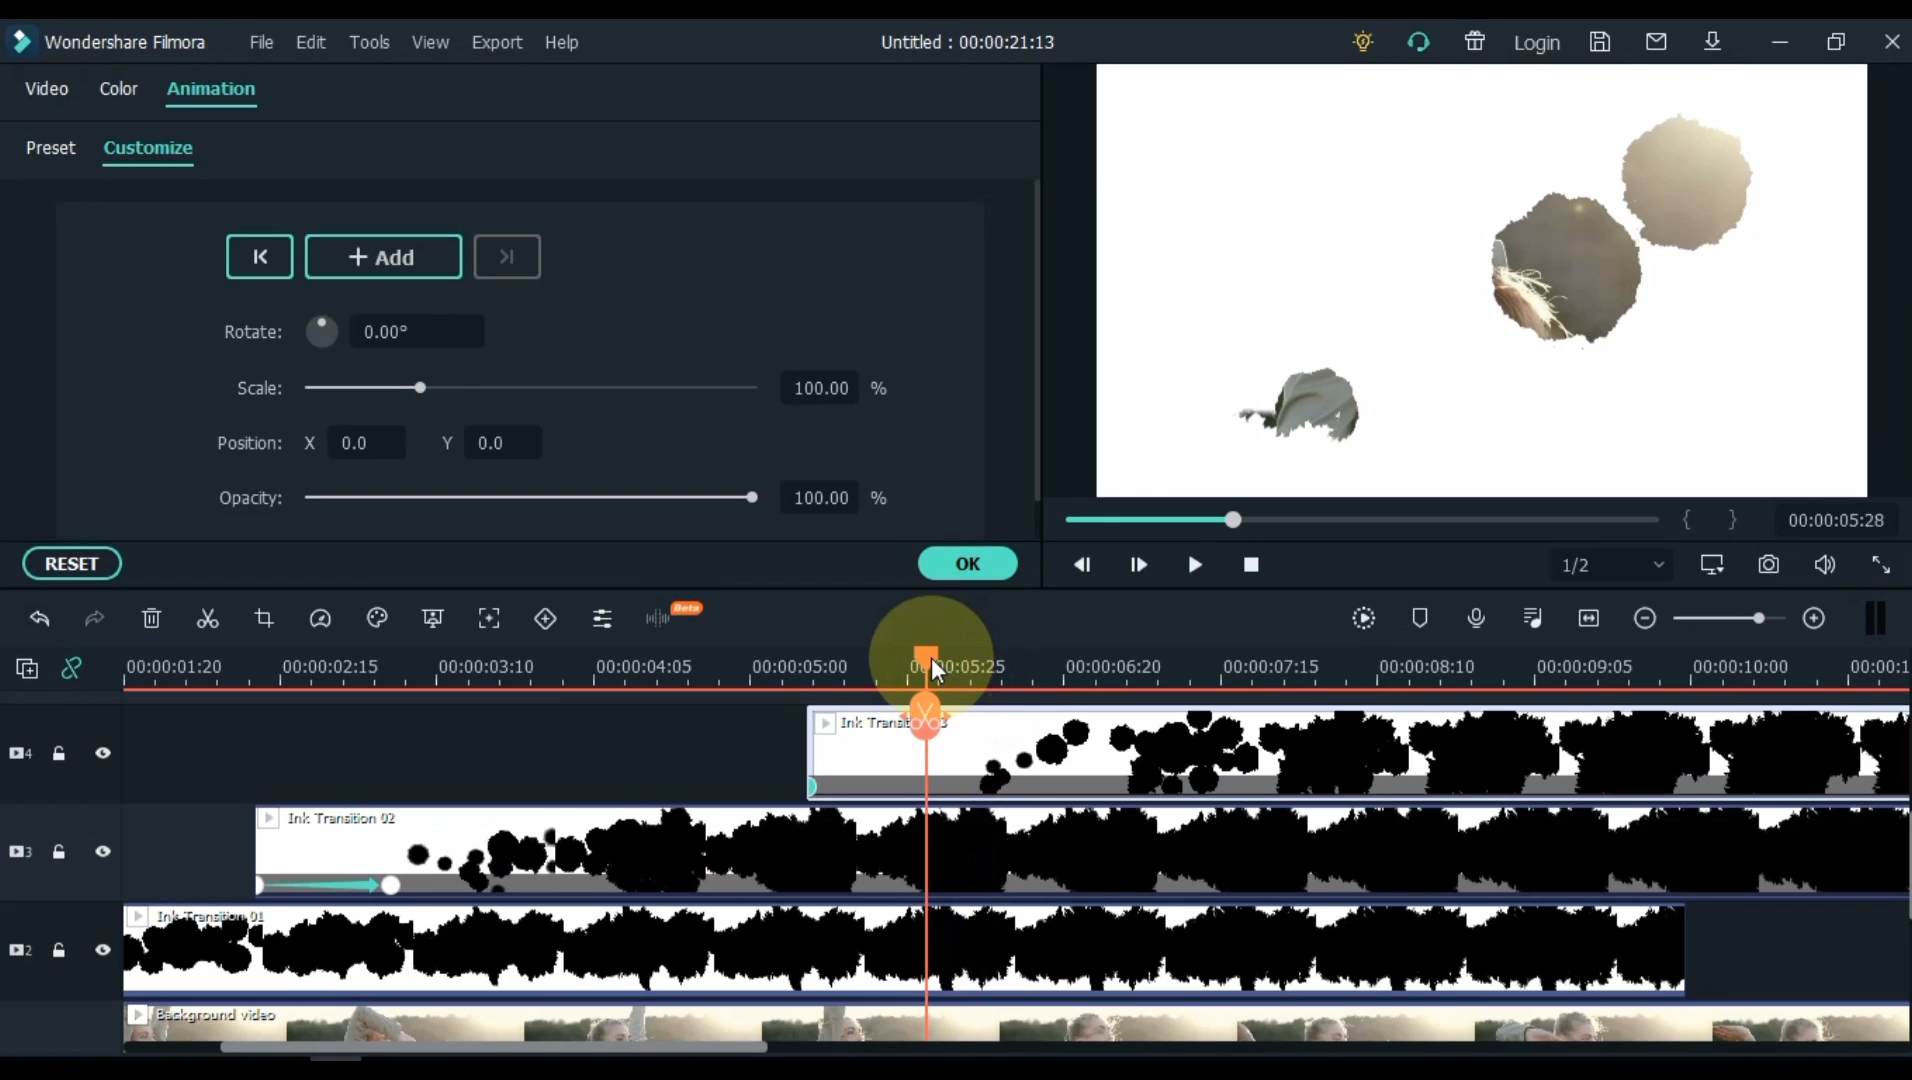 Wondershare Filmora File Edit Tools View Export Help Untitled : 00:00:21:13 Login
Video Color Animation
Preset Customize
+ Add
Rotate: 0.00°
Scale: 100.00 %
Position: X 0.0 Y 0.0
Opacity: 100.00 %
{ } 00:00:05:28
RESET OK 1/2
Beta
00:00:01:20 00:00:02:15 00:00:03:10 00:00:04:05 00:00:05:00 00:00:05:25 00:00:06:20 00:00:07:15 00:00:08:10 00:00:09:05 00:00:10:00 00:00:1
Ink Transiti 3
4
Ink Transition 02
3
Ink Transition 01
2
Background video